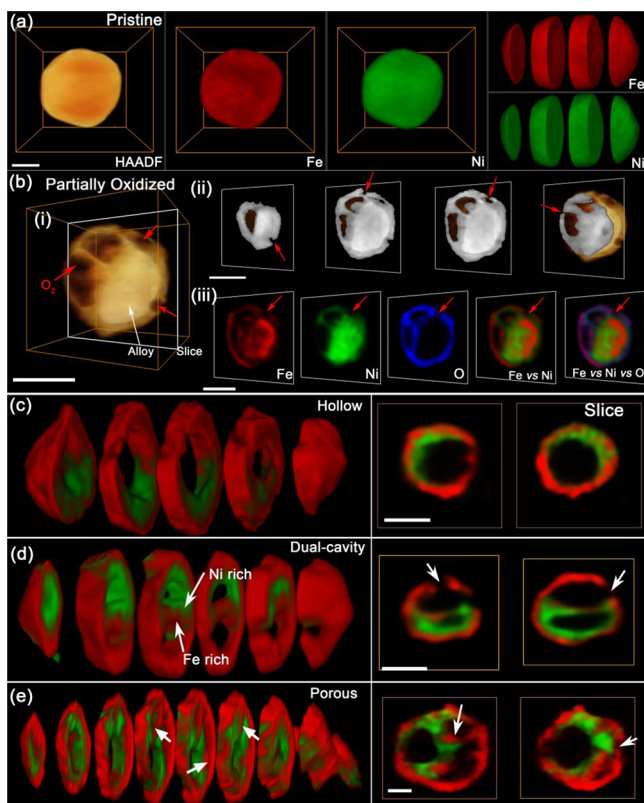 (a) Pristine
HAADF
Fe
Ni
Fe
Ni
(b) Partially Oxidized
(i)
O2
Alloy
Slice
(ii)
(iii)
Fe
Ni
O
Fe vs Ni
Fe vs Ni vs O
(c)
Hollow
Slice
(d)
Dual-cavity
Ni rich
Fe rich
(e)
Porous